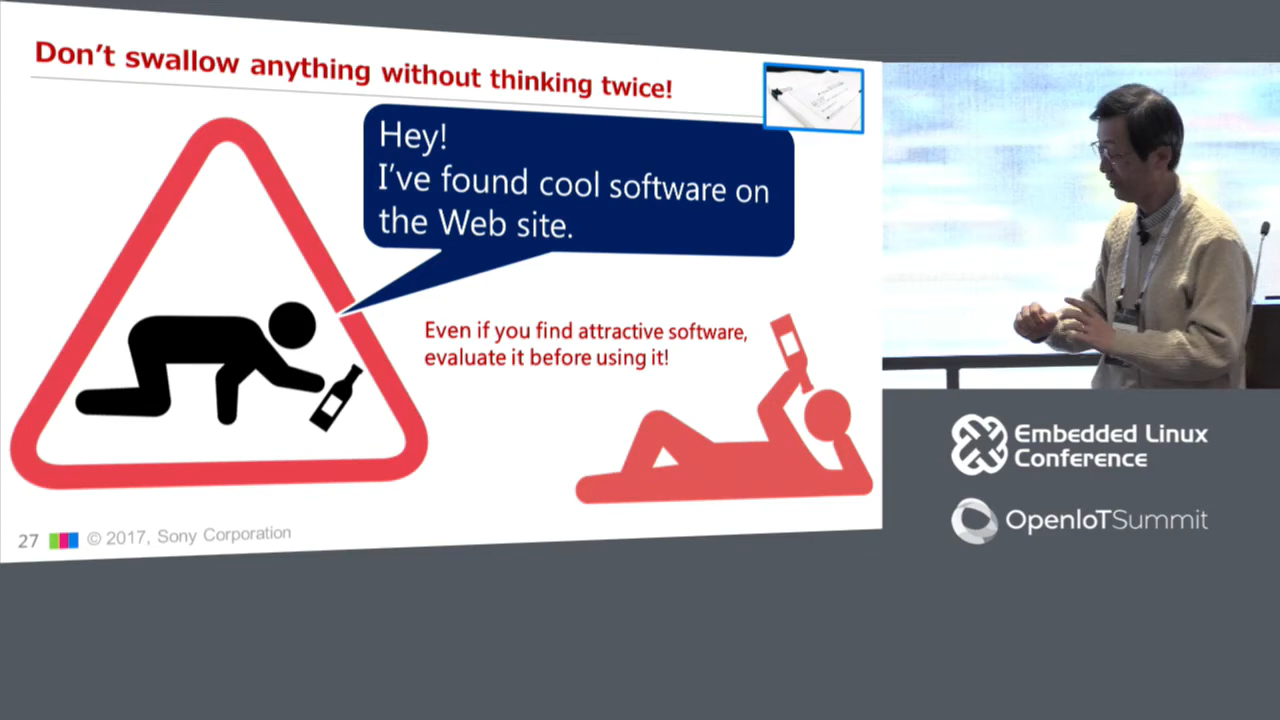 Don't swallow anything without thinking twice!
Hey!
I've found cool software on
the Web site.
Even if you find attractive software,
evaluate it before using it!
27 © 2017, Sony Corporation
Embedded Linux
Conference
OpenIoTSummit